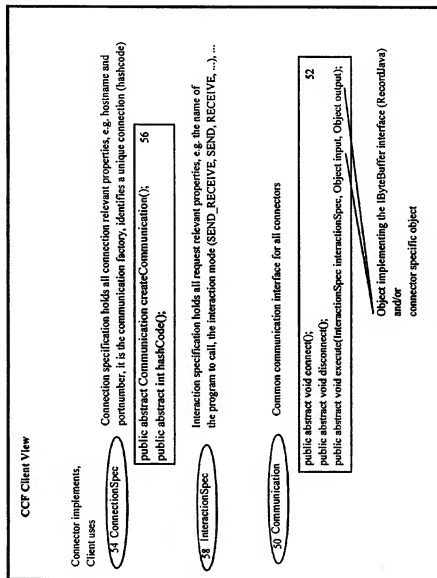 CCF Client View
Connector implements,
Client uses
54 ConnectionSpec
Connection specification holds all connection relevant properties, e.g. hostname and
portnumber, it is the communication factory, identifies a unique connection (hashcode)
public abstract Communication createCommunication();
public abstract int hashCode();
56
58 InteractionSpec
Interaction specification holds all request relevant properties, e.g. the name of
the program to call, the interaction mode (SEND_RECEIVE, SEND, RECEIVE, ...), ...
50 Communication
Common communication interface for all connectors
public abstract void connect();
public abstract void disconnect();
public abstract void execute(InteractionSpec interactionSpec, Object input, Object output);
52
Object implementing the IByteBuffer interface (RecordJava)
and/or
connector specific object